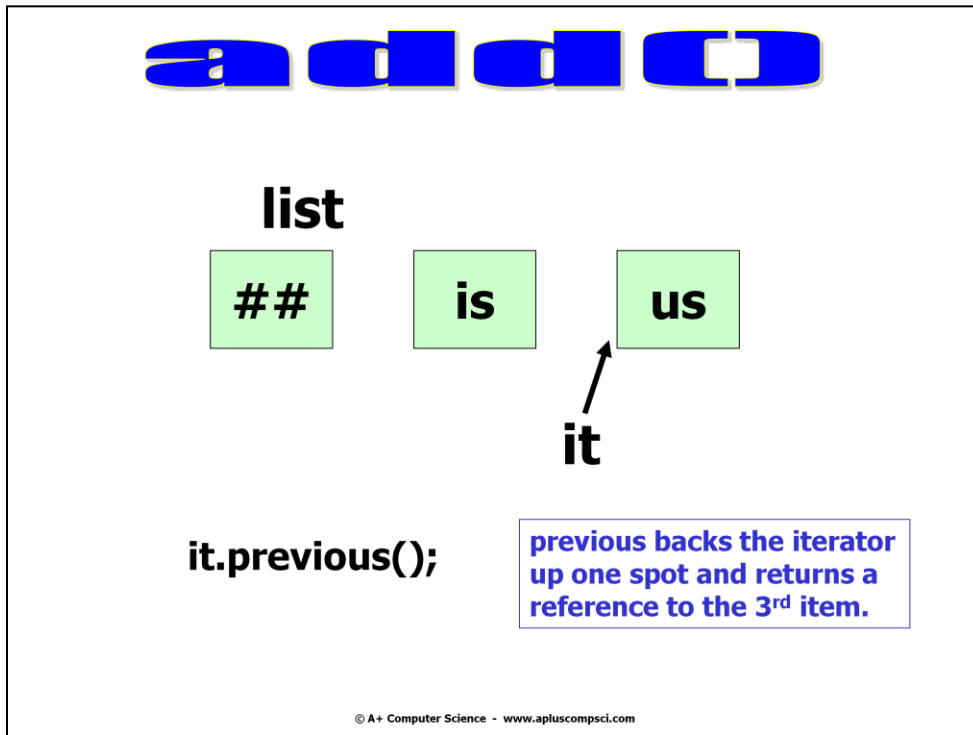 add()
list
##
is
us
it
it.previous();
previous backs the iterator
up one spot and returns a
reference to the 3rd item.
© A+ Computer Science - www.apluscompsci.com